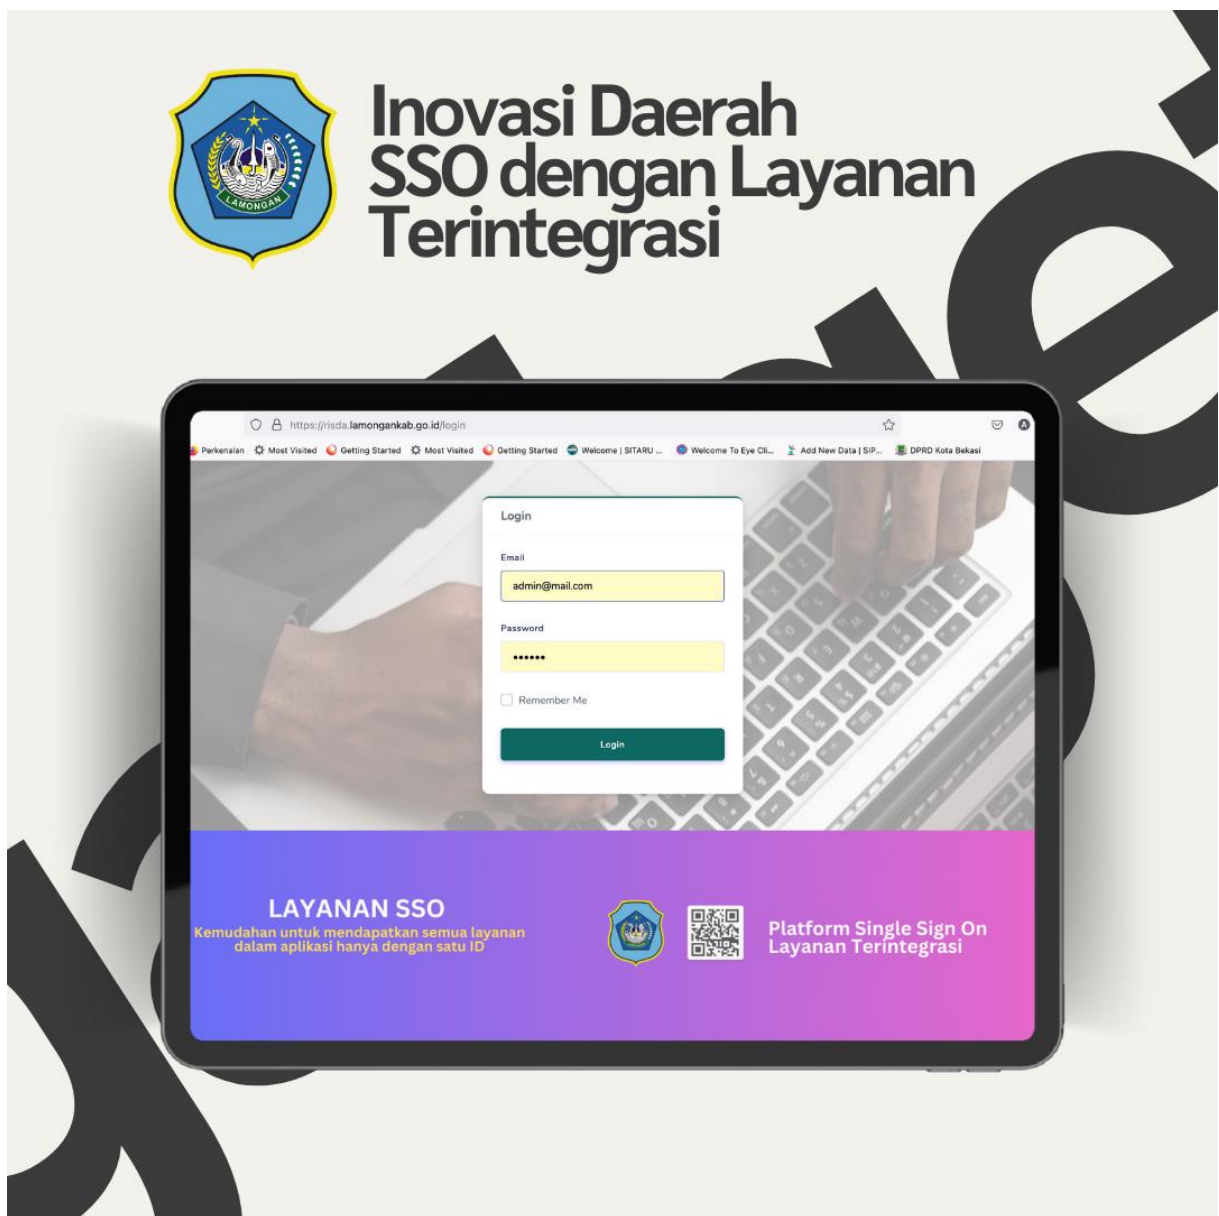 LAMONGAN
Inovasi Daerah
SSO dengan Layanan
Terintegrasi
https://risda.lamongankab.go.id/login
Perkenalan Most Visited Getting Started Most Visited Getting Started Welcome | SITARU ... Welcome To Eye Cli... Add New Data | SIP... DPRD Kota Bekasi
Login
Email
admin@mail.com
Password
••••••
Remember Me
Login
LAYANAN SSO
Kemudahan untuk mendapatkan semua layanan
dalam aplikasi hanya dengan satu ID
Platform Single Sign On
Layanan Terintegrasi